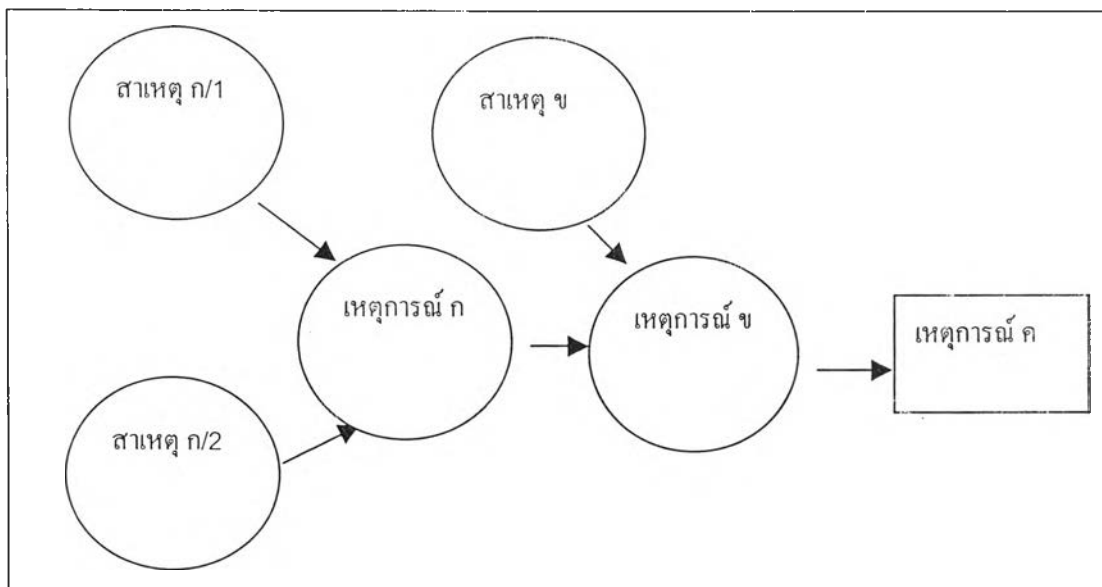 สาเหตุ ก/1
สาเหตุ ข
เหตุการณ์ ก
เหตุการณ์ ข
เหตุการณ์ ค
สาเหตุ ก/2